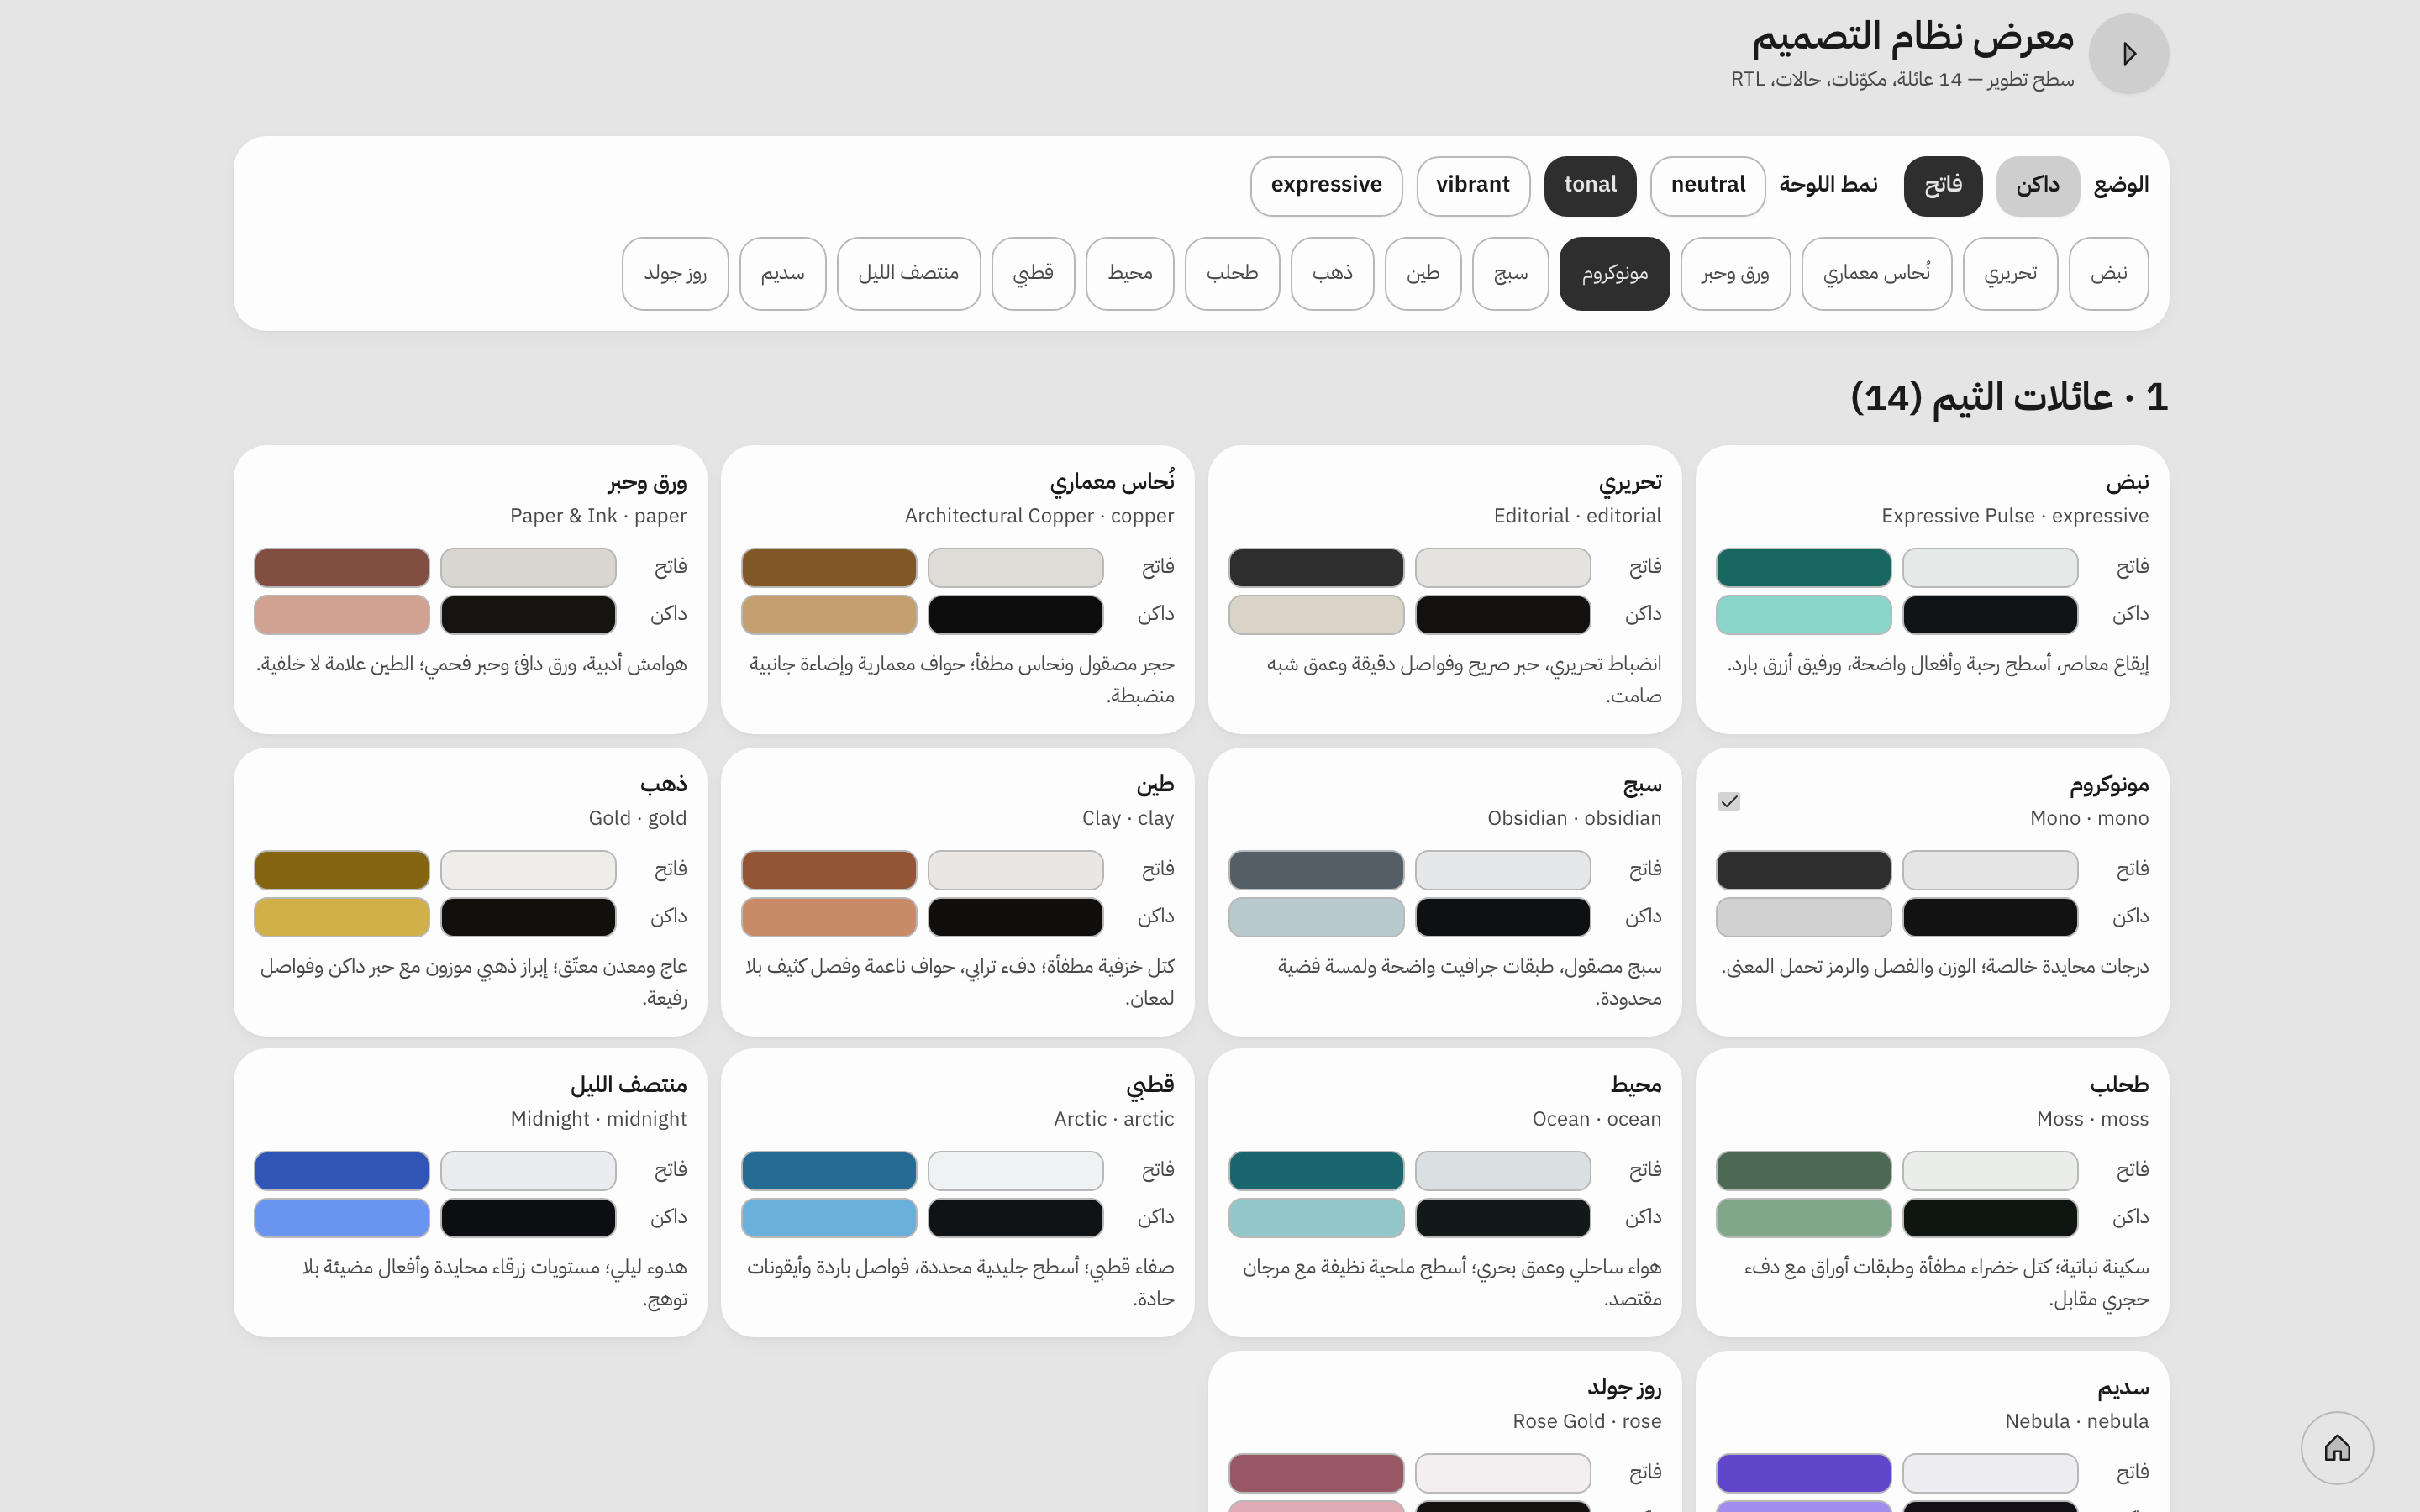 معرض نظام التصميم
سطح تطوير — 14 عائلة، مكوّنات، حالات، RTL
الوضع داكن فاتح نمط اللوحة neutral tonal vibrant expressive
نبض تحريري نُحاس معماري ورق وحبر مونوكروم سبج طين ذهب طحلب محيط قطبي منتصف الليل سديم روز جولد
1 · عائلات الثيم (14)
نبض
Expressive Pulse · expressive
فاتح
داكن
إيقاع معاصر، أسطح رحبة وأفعال واضحة، ورفيق أزرق بارد.
تحريري
Editorial · editorial
فاتح
داكن
انضباط تحريري، حبر صريح وفواصل دقيقة وعمق شبه
صامت.
نُحاس معماري
Architectural Copper · copper
فاتح
داكن
حجر مصقول ونحاس مطفأ؛ حواف معمارية وإضاءة جانبية
منضبطة.
ورق وحبر
Paper & Ink · paper
فاتح
داكن
هوامش أدبية، ورق دافئ وحبر فحمي؛ الطين علامة لا خلفية.
مونوكروم
Mono · mono
فاتح
داكن
درجات محايدة خالصة؛ الوزن والفصل والرمز تحمل المعنى.
سبج
Obsidian · obsidian
فاتح
داكن
سبج مصقول، طبقات جرافيت واضحة ولمسة فضية
محدودة.
طين
Clay · clay
فاتح
داكن
كتل خزفية مطفأة؛ دفء ترابي، حواف ناعمة وفصل كثيف بلا
لمعان.
ذهب
Gold · gold
فاتح
داكن
عاج ومعدن معتّق؛ إبراز ذهبي موزون مع حبر داكن وفواصل
رفيعة.
طحلب
Moss · moss
فاتح
داكن
سكينة نباتية؛ كتل خضراء مطفأة وطبقات أوراق مع دفء
حجري مقابل.
محيط
Ocean · ocean
فاتح
داكن
هواء ساحلي وعمق بحري؛ أسطح ملحية نظيفة مع مرجان
مقتصد.
قطبي
Arctic · arctic
فاتح
داكن
صفاء قطبي؛ أسطح جليدية محددة، فواصل باردة وأيقونات
حادة.
منتصف الليل
Midnight · midnight
فاتح
داكن
هدوء ليلي؛ مستويات زرقاء محايدة وأفعال مضيئة بلا
توهج.
سديم
Nebula · nebula
فاتح
روز جولد
Rose Gold · rose
فاتح